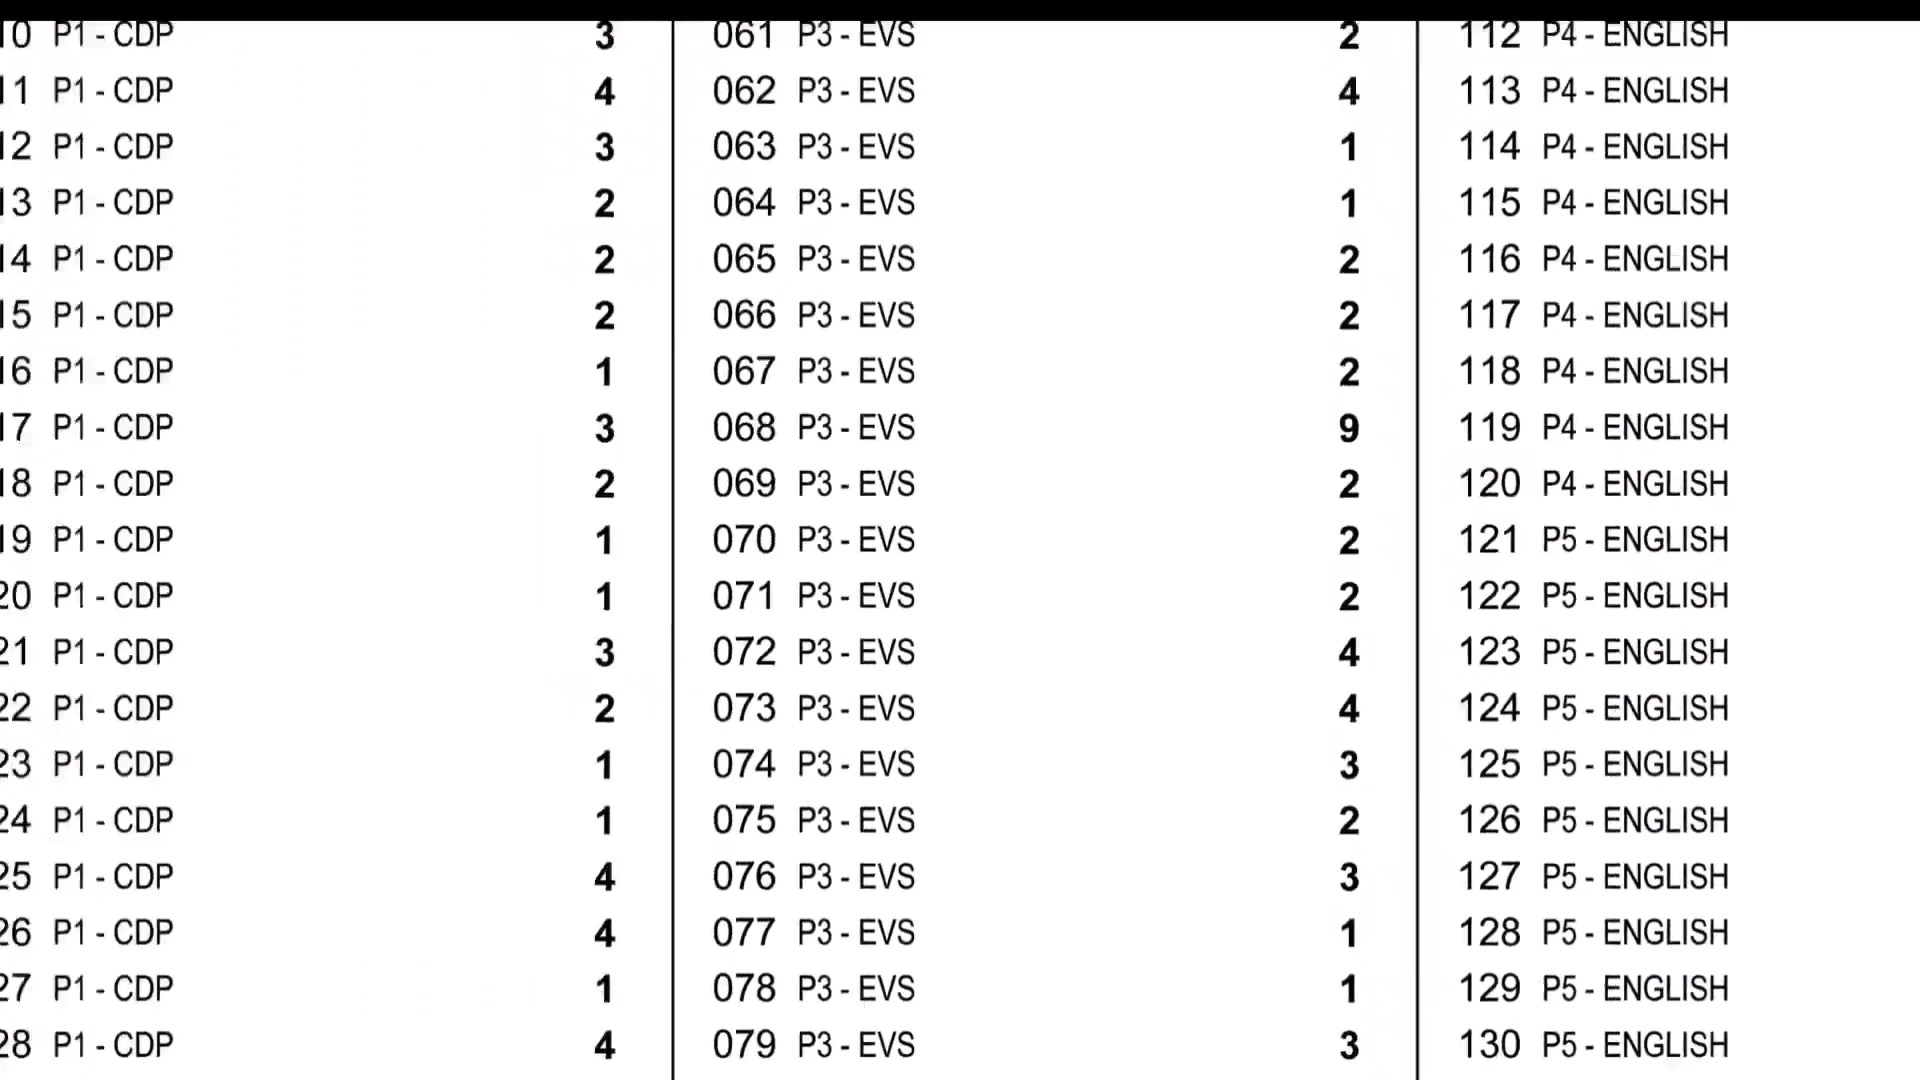 10 P1 - CDP 3 061 P3 - EVS 2 112 P4 - ENGLISH
11 P1 - CDP 4 062 P3 - EVS 4 113 P4 - ENGLISH
12 P1 - CDP 3 063 P3 - EVS 1 114 P4 - ENGLISH
13 P1 - CDP 2 064 P3 - EVS 1 115 P4 - ENGLISH
14 P1 - CDP 2 065 P3 - EVS 2 116 P4 - ENGLISH
15 P1 - CDP 2 066 P3 - EVS 2 117 P4 - ENGLISH
16 P1 - CDP 1 067 P3 - EVS 2 118 P4 - ENGLISH
17 P1 - CDP 3 068 P3 - EVS 9 119 P4 - ENGLISH
18 P1 - CDP 2 069 P3 - EVS 2 120 P4 - ENGLISH
19 P1 - CDP 1 070 P3 - EVS 2 121 P5 - ENGLISH
20 P1 - CDP 1 071 P3 - EVS 2 122 P5 - ENGLISH
21 P1 - CDP 3 072 P3 - EVS 4 123 P5 - ENGLISH
22 P1 - CDP 2 073 P3 - EVS 4 124 P5 - ENGLISH
23 P1 - CDP 1 074 P3 - EVS 3 125 P5 - ENGLISH
24 P1 - CDP 1 075 P3 - EVS 2 126 P5 - ENGLISH
25 P1 - CDP 4 076 P3 - EVS 3 127 P5 - ENGLISH
26 P1 - CDP 4 077 P3 - EVS 1 128 P5 - ENGLISH
27 P1 - CDP 1 078 P3 - EVS 1 129 P5 - ENGLISH
28 P1 - CDP 4 079 P3 - EVS 3 130 P5 - ENGLISH